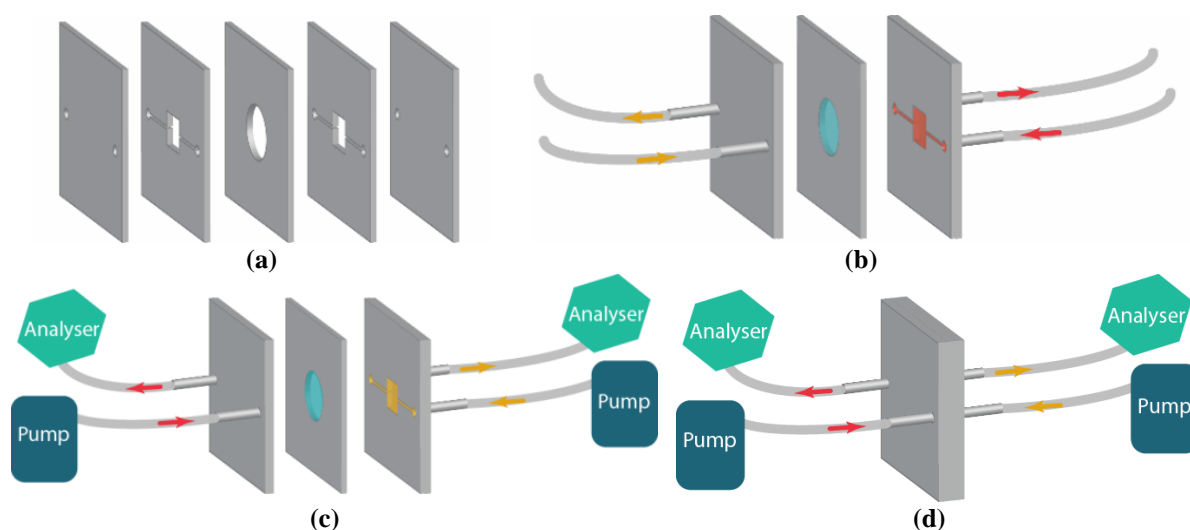 (a)
(b)
Analyser
Analyser
Pump
Pump
(c)
Analyser
Analyser
Pump
Pump
(d)